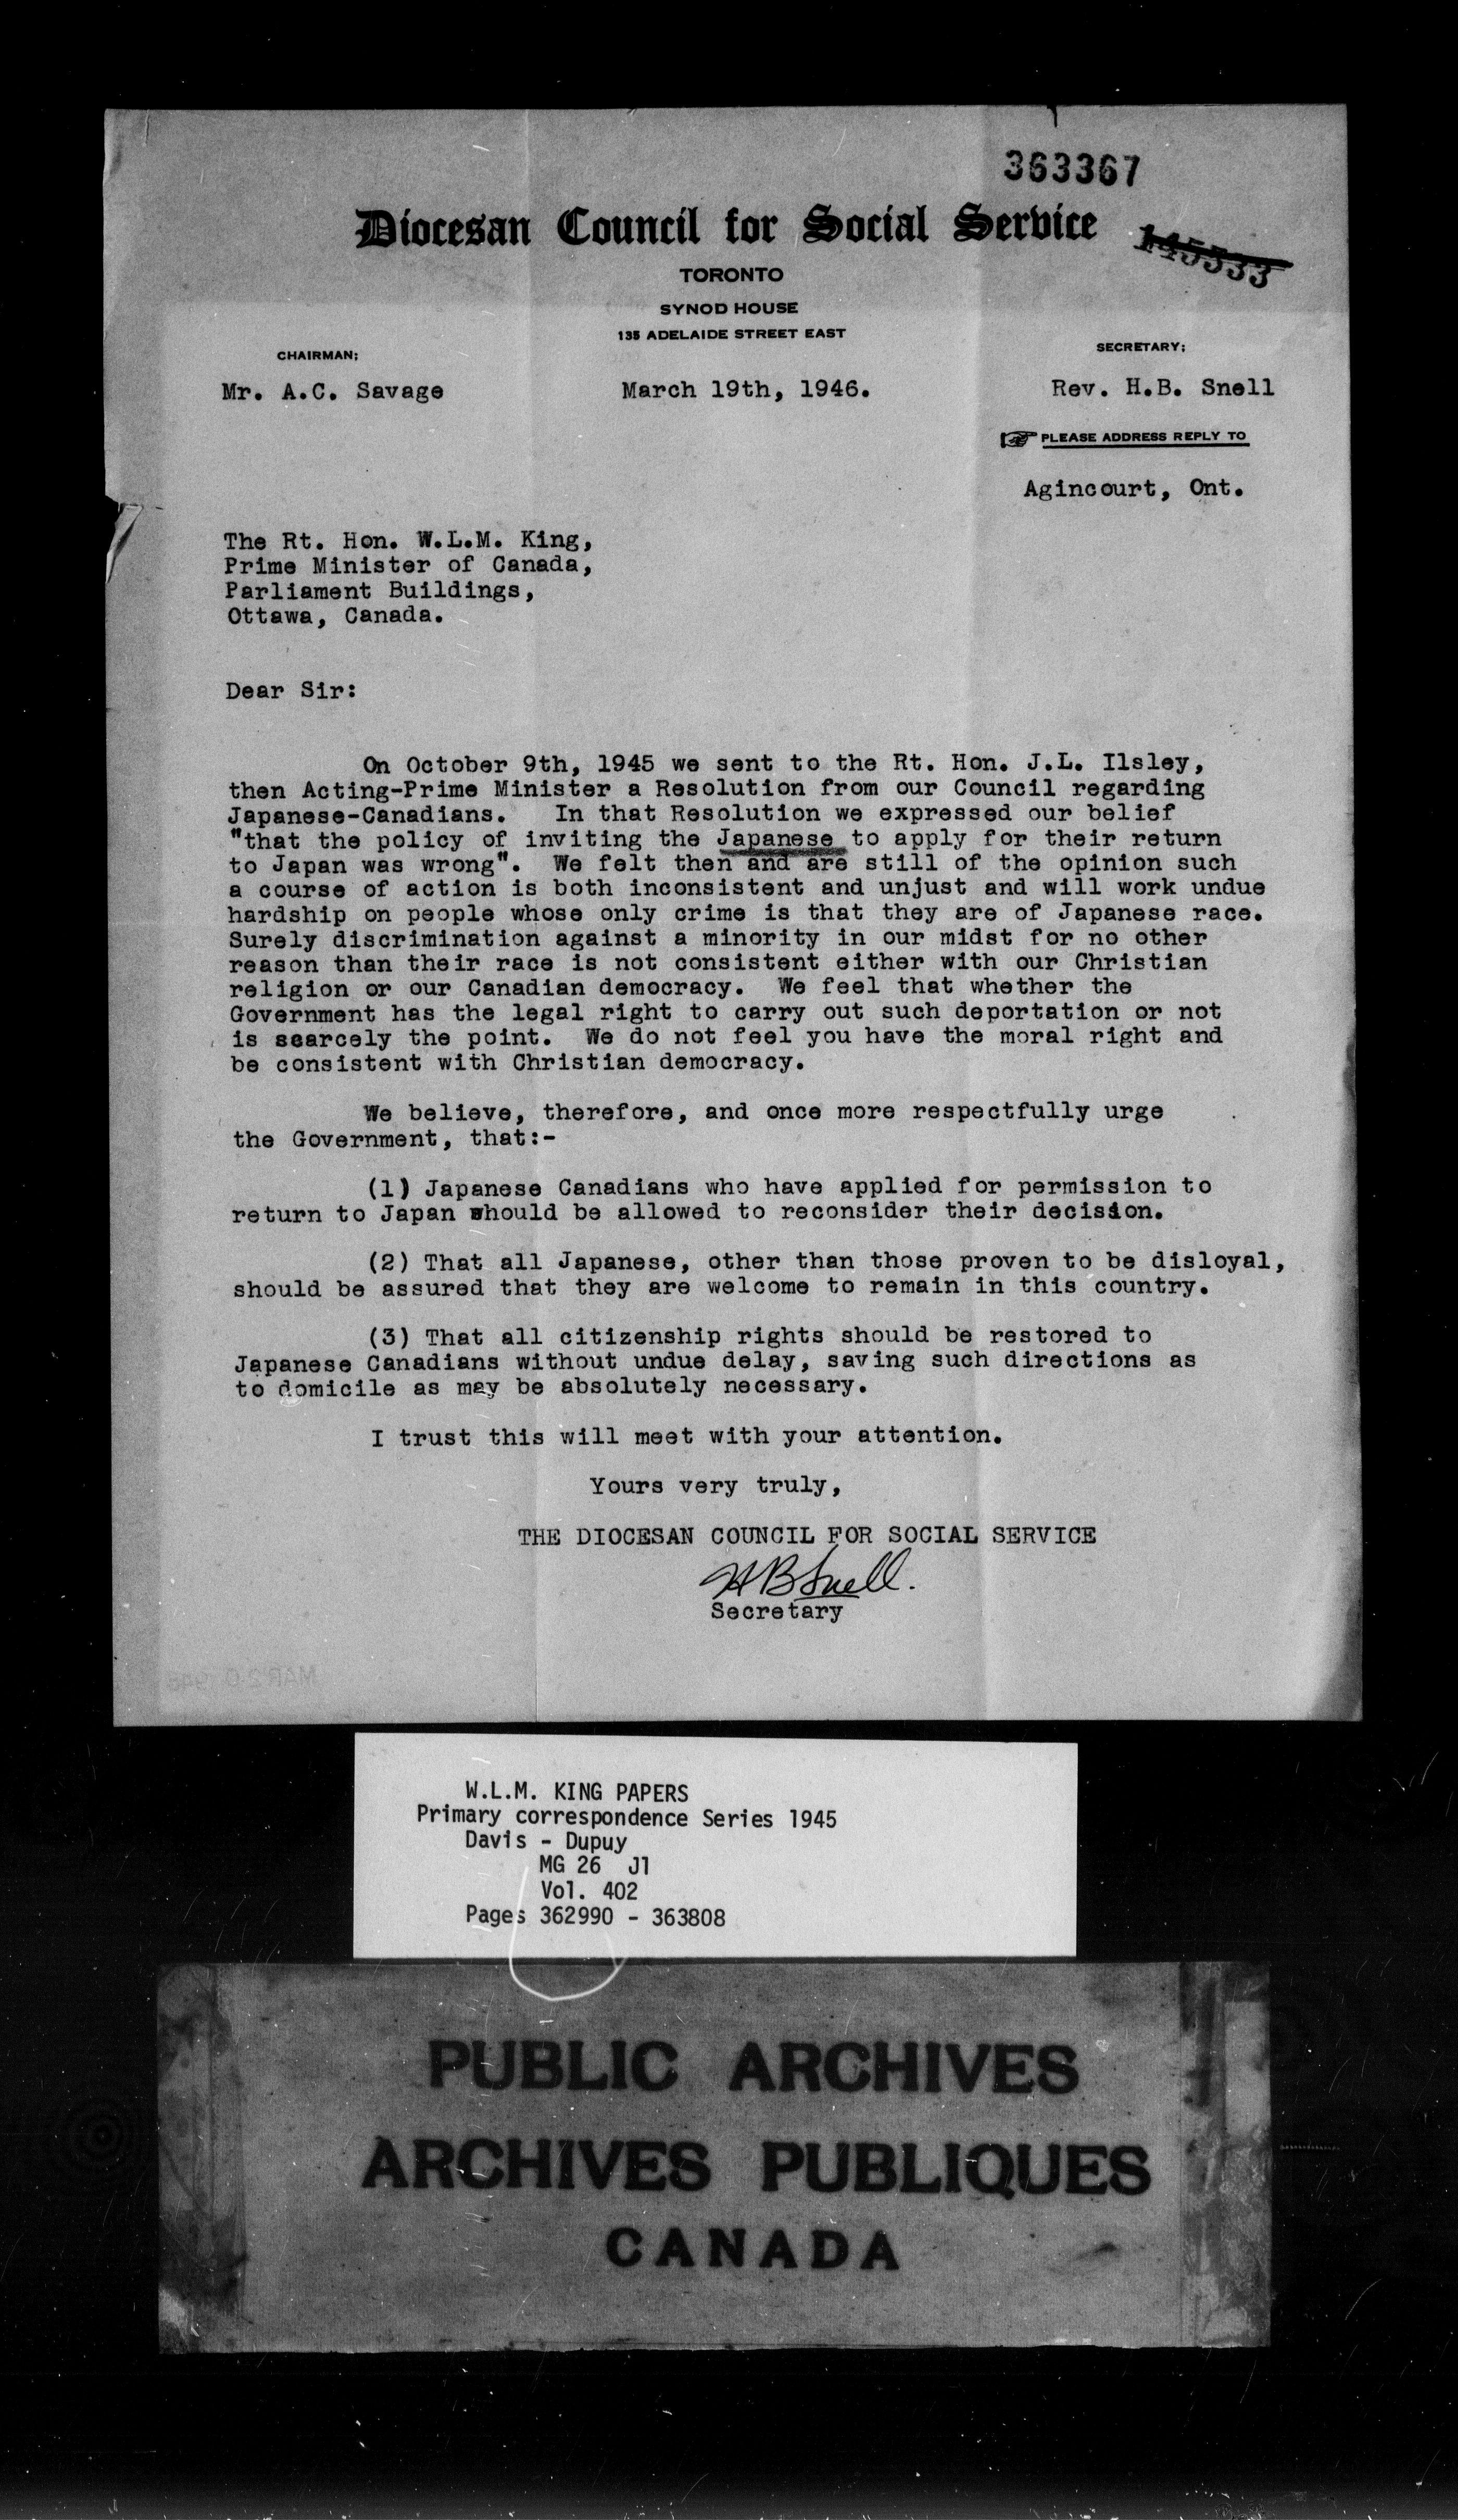 363367
Diocesan Council for Social Service
145533
TORONTO
SYNOD HOUSE
135 ADELAIDE STREET EAST
CHAIRMAN;
SECRETARY;
Mr. A.C. Savage
March 19th, 1946.
Rev. H.B. Snell
PLEASE ADDRESS REPLY TO
Agincourt, Ont.
The Rt. Hon. W.L.M. King,
Prime Minister of Canada,
Parliament Buildings,
Ottawa, Canada.
Dear Sir:
On October 9th, 1945 we sent to the Rt. Hon. J.L. Ilsley,
then Acting-Prime Minister a Resolution from our Council regarding
Japanese-Canadians. In that Resolution we expressed our belief
"that the policy of inviting the Japanese to apply for their return
to Japan was wrong". We felt then and are still of the opinion such
a course of action is both inconsistent and unjust and will work undue
hardship on people whose only crime is that they are of Japanese race.
Surely discrimination against a minority in our midst for no other
reason than their race is not consistent either with our Christian
religion or our Canadian democracy. We feel that whether the
Government has the legal right to carry out such deportation or not
is scarcely the point. We do not feel you have the moral right and
be consistent with Christian democracy.
We believe, therefore, and once more respectfully urge
the Government, that:-
(1) Japanese Canadians who have applied for permission to
return to Japan should be allowed to reconsider their decision.
(2) That all Japanese, other than those proven to be disloyal,
should be assured that they are welcome to remain in this country.
(3) That all citizenship rights should be restored to
Japanese Canadians without undue delay, saving such directions as
to domicile as may be absolutely necessary.
I trust this will meet with your attention.
Yours very truly,
THE DIOCESAN COUNCIL FOR SOCIAL SERVICE
HB Snell.
Secretary
W.L.M. KING PAPERS
Primary correspondence Series 1945
Davis - Dupuy
MG 26 J1
Vol. 402
Pages 362990 - 363808
PUBLIC ARCHIVES
ARCHIVES PUBLIQUES
CANADA